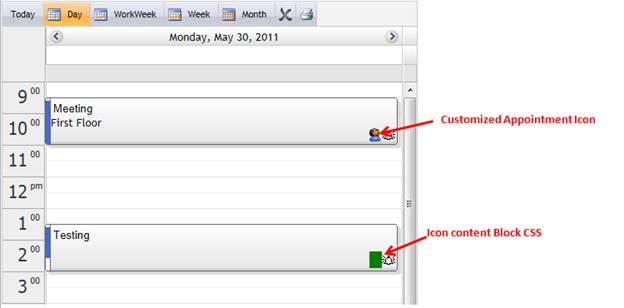 Today Day WorkWeek Week Month
Monday, May 30, 2011
9 00
Meeting
First Floor
10 00
Customized Appointment Icon
11 00
12 pm
1 00
Testing
Icon content Block CSS
2 00
3 00